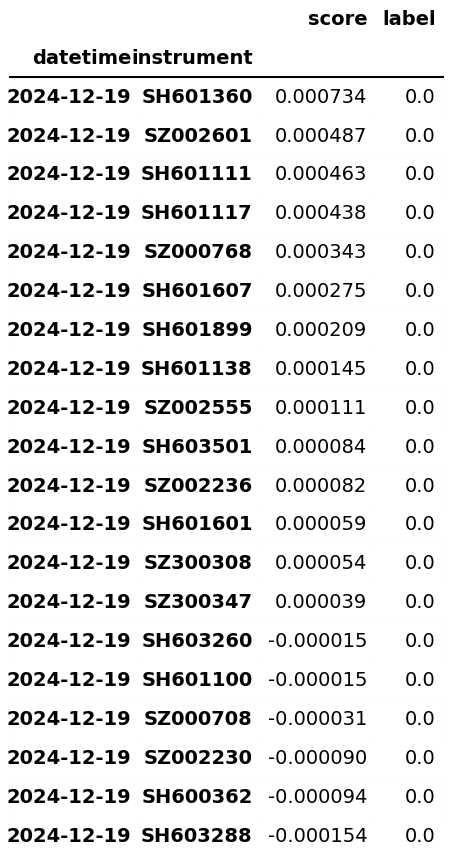 score label
datetime instrument
2024-12-19 SH601360 0.000734 0.0
2024-12-19 SZ002601 0.000487 0.0
2024-12-19 SH601111 0.000463 0.0
2024-12-19 SH601117 0.000438 0.0
2024-12-19 SZ000768 0.000343 0.0
2024-12-19 SH601607 0.000275 0.0
2024-12-19 SH601899 0.000209 0.0
2024-12-19 SH601138 0.000145 0.0
2024-12-19 SZ002555 0.000111 0.0
2024-12-19 SH603501 0.000084 0.0
2024-12-19 SZ002236 0.000082 0.0
2024-12-19 SH601601 0.000059 0.0
2024-12-19 SZ300308 0.000054 0.0
2024-12-19 SZ300347 0.000039 0.0
2024-12-19 SH603260 -0.000015 0.0
2024-12-19 SH601100 -0.000015 0.0
2024-12-19 SZ000708 -0.000031 0.0
2024-12-19 SZ002230 -0.000090 0.0
2024-12-19 SH600362 -0.000094 0.0
2024-12-19 SH603288 -0.000154 0.0